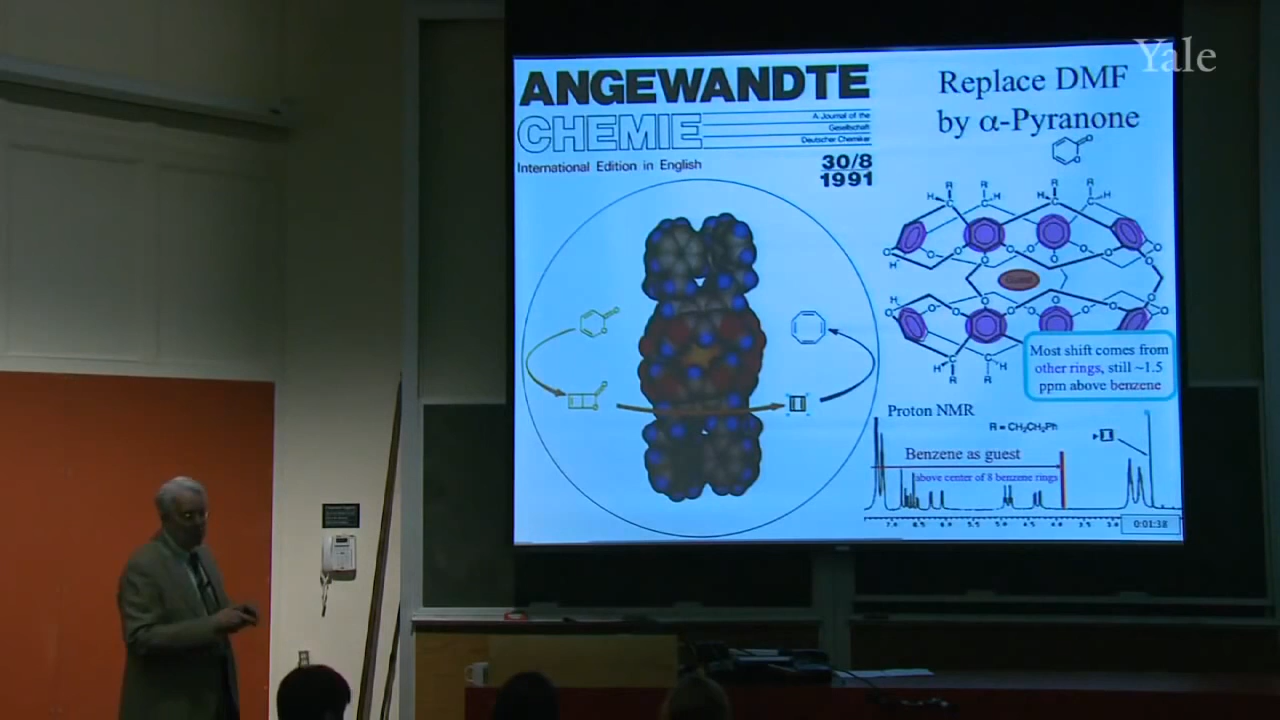 Yale
ANGEWANDTE
CHEMIE
A Journal of the
Gesellschaft
Deutscher Chemiker
International Edition in English
30/8
1991
Replace DMF
by α-Pyranone
Most shift comes from
other rings, still ~1.5
ppm above benzene
Proton NMR
R = CH₂CH₂Ph
Benzene as guest
above center of 8 benzene rings
0:01:38